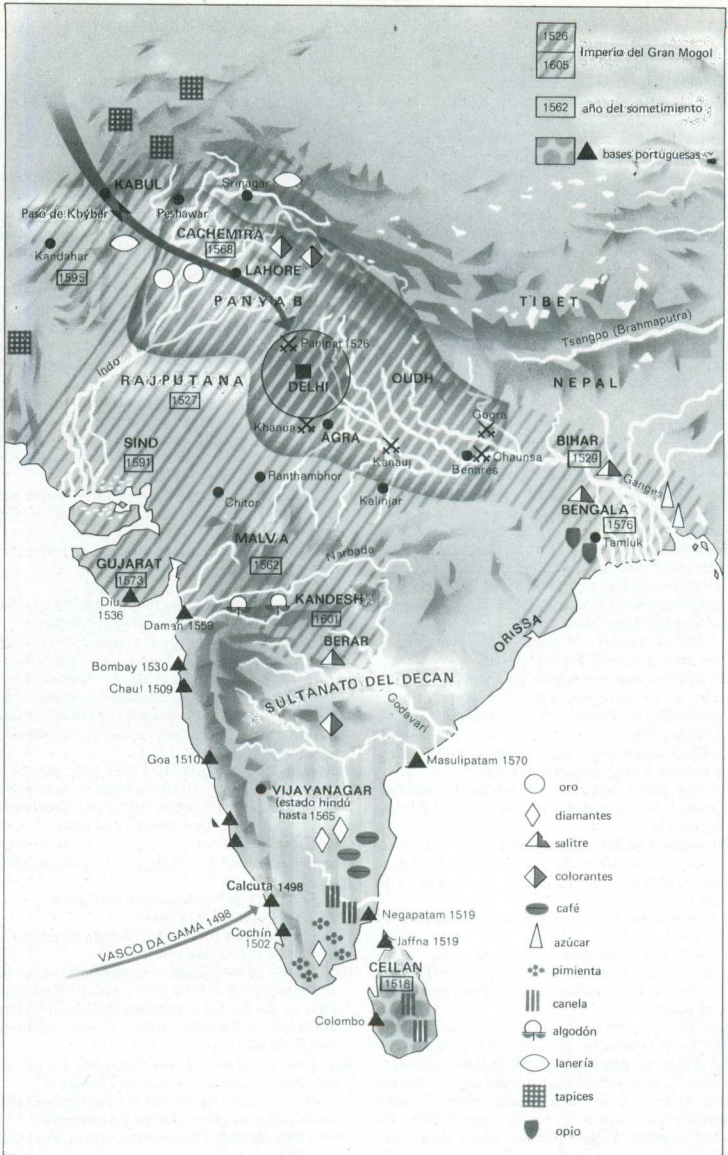 1526
1605
Imperio del Gran Mogol
1562
año del sometimiento
bases portuguesas
KABUL
Srinagar
Paso de Khyber
Peshawar
CACHEMIRA
1568
Kandahar
1595
LAHORE
PANYAB
TIBET
Tsangpo (Brahmaputra)
Indo
Panipat 1526
RAJPUTANA
1527
DELHI
OUDH
NEPAL
Khanua
AGRA
Gogra
SIND
1591
Kanauj
Benares
Chaunsa
BIHAR
1529
Ganges
Ranthambhor
Chitor
Kalinjar
BENGALA
1576
Tamluk
MALVA
1562
Narbada
GUJARAT
1573
Diu
1536
Daman 1559
KANDESH
1601
BERAR
ORISSA
Bombay 1530
Chaul 1509
SULTANATO DEL DECAN
Godavari
Goa 1510
Masulipatam 1570
VIJAYANAGAR
(estado hindú
hasta 1565)
oro
diamantes
salitre
colorantes
café
azúcar
pimienta
canela
algodón
lanería
tapices
opio
Calcuta 1498
VASCO DA GAMA 1498
Cochín
1502
Negapatam 1519
Jaffna 1519
CEILAN
1518
Colombo